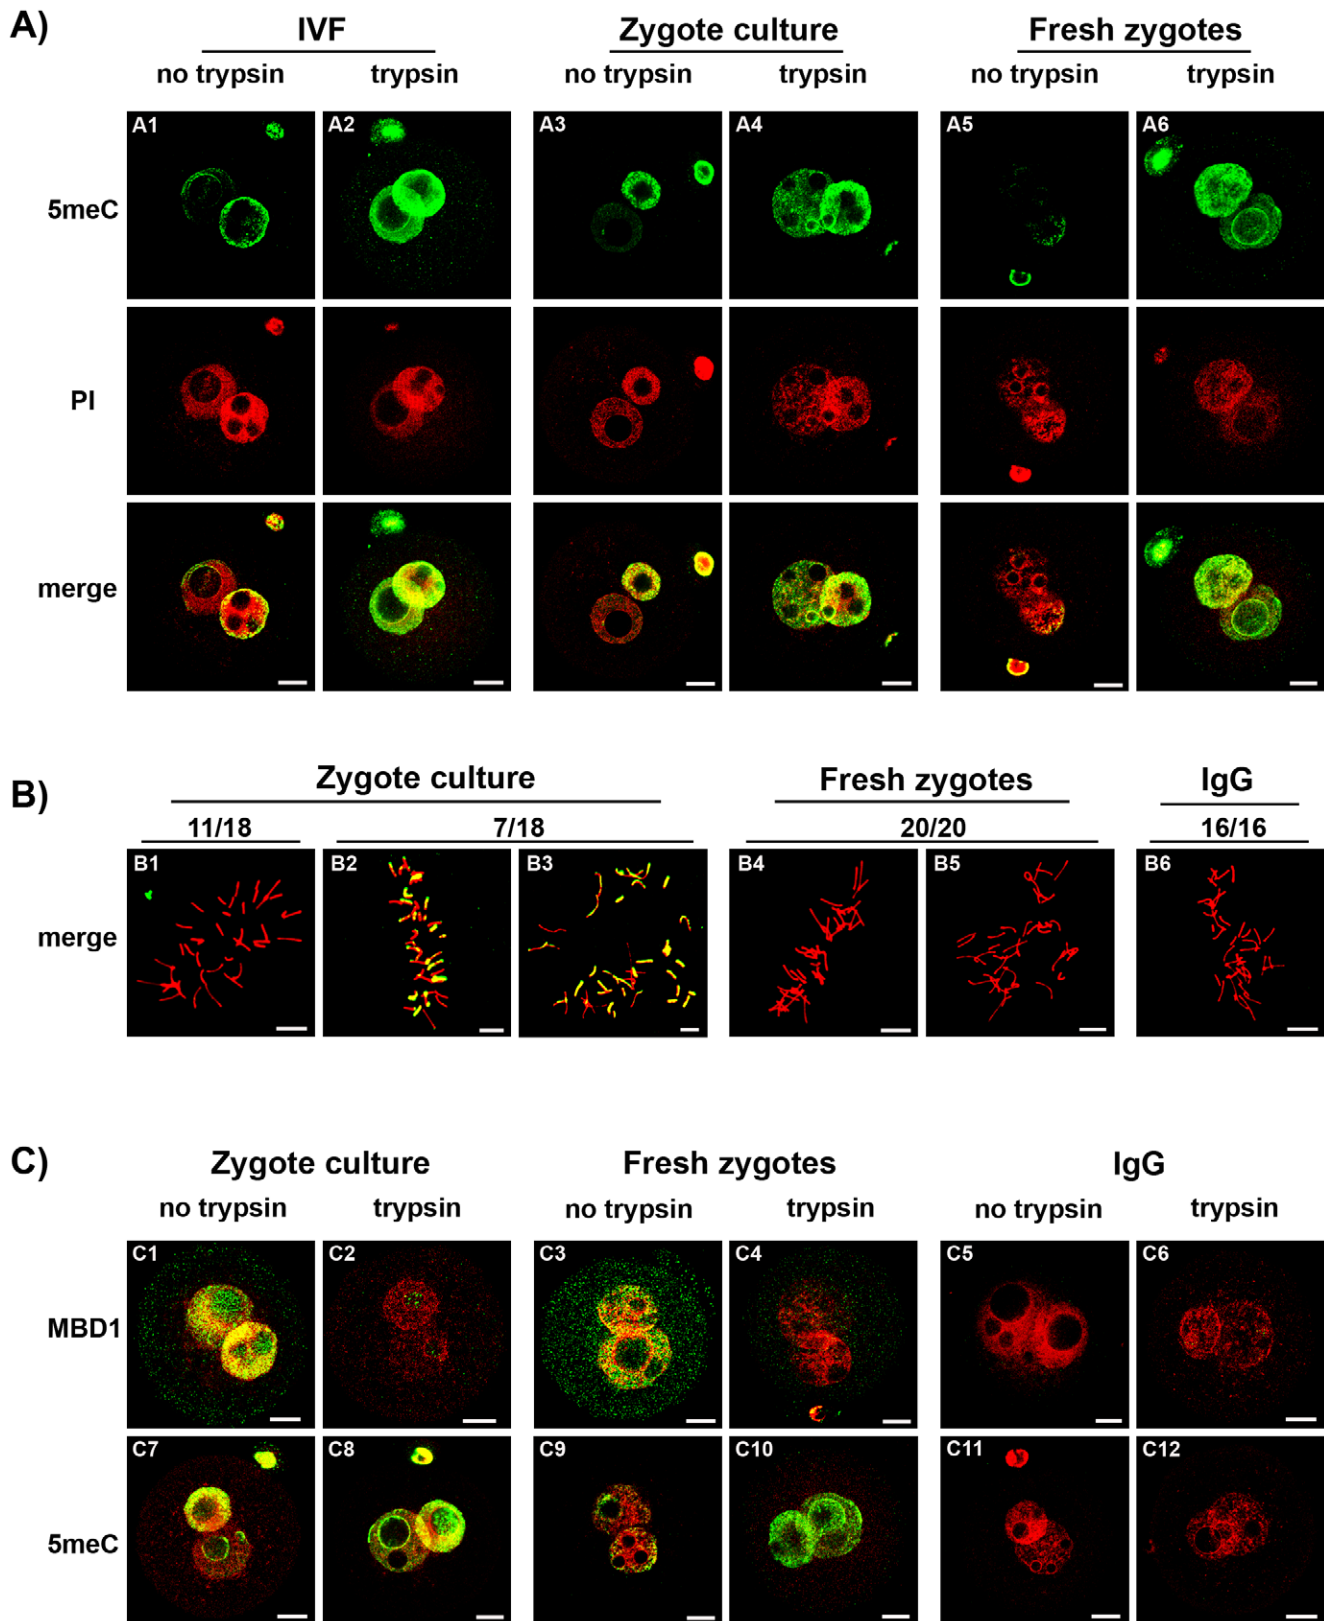 A)
IVF Zygote culture Fresh zygotes
no trypsin trypsin no trypsin trypsin no trypsin trypsin
A1 A2 A3 A4 A5 A6
5meC
PI
merge
B)
Zygote culture Fresh zygotes IgG
11/18 7/18 20/20 16/16
B1 B2 B3 B4 B5 B6
merge
C)
Zygote culture Fresh zygotes IgG
no trypsin trypsin no trypsin trypsin no trypsin trypsin
C1 C2 C3 C4 C5 C6
MBD1
C7 C8 C9 C10 C11 C12
5meC